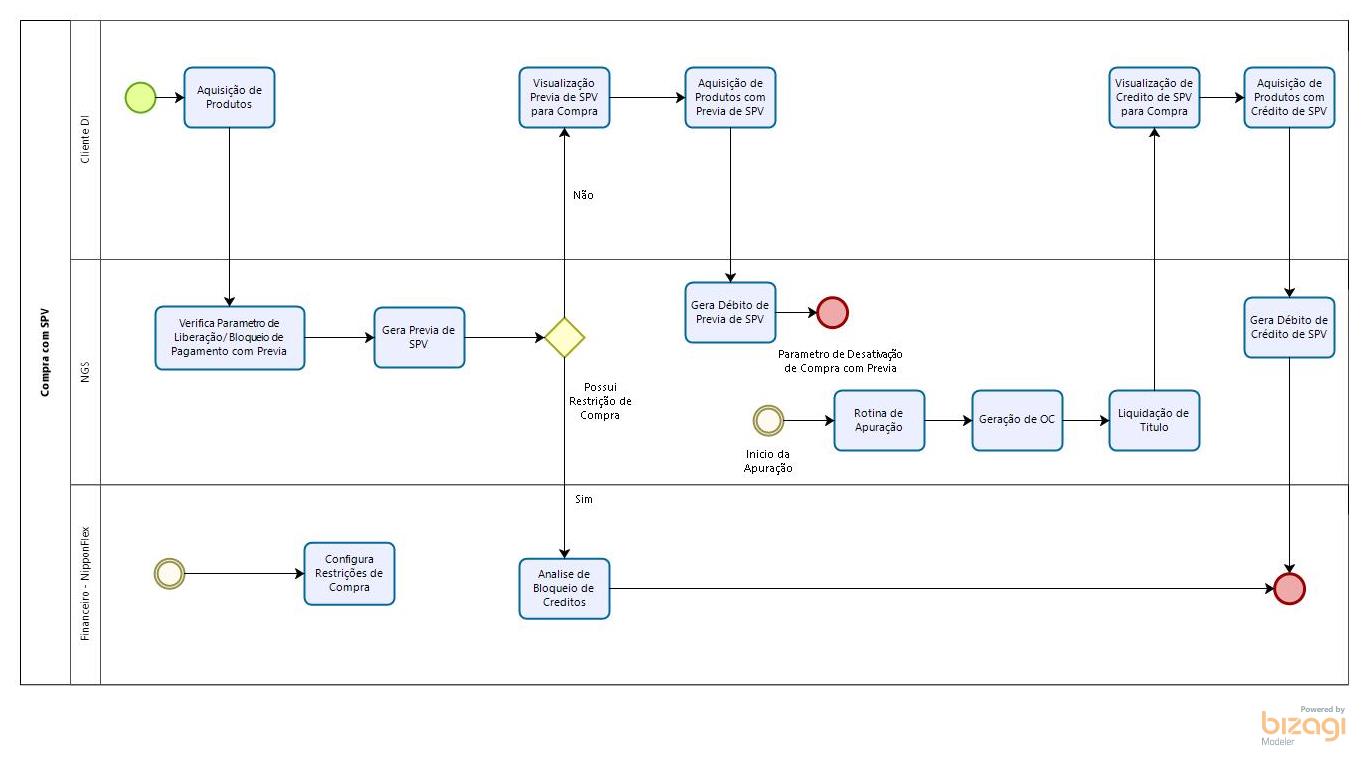 Compra com SPV
Cliente DI
Aquisição de
Produtos
Visualização
Previa de SPV
para Compra
Aquisição de
Produtos com
Previa de SPV
Visualização de
Credito de SPV
para Compra
Aquisição de
Produtos com
Crédito de SPV
Não
NGS
Verifica Parametro de
Liberação/ Bloqueio de
Pagamento com Previa
Gera Previa de
SPV
Possui
Restrição de
Compra
Gera Débito de
Previa de SPV
Parametro de Desativação
de Compra com Previa
Gera Débito de
Crédito de SPV
Inicio da
Apuração
Rotina de
Apuração
Geração de OC
Liquidação de
Titulo
Sim
Financeiro - NipponFlex
Configura
Restrições de
Compra
Analise de
Bloqueio de
Creditos
Powered by
bizagi
Modeler